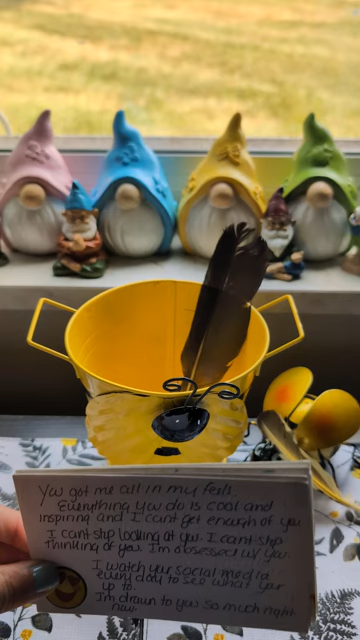 You got me all in my feels.
Everything you do is cool and
inspiring and I can't get enough of you
I cant stop looking at you. I cant stop
Thinking of you. I'm obsessed w/ you.
I watch your social media
every day to see what your
up to.
I'm drawn to you so much right
now.